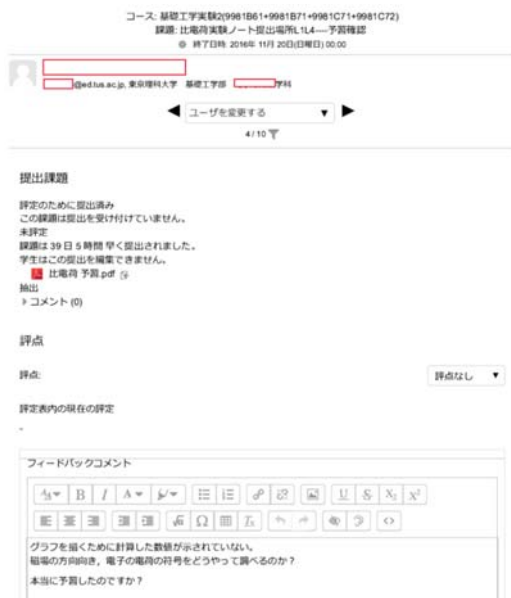 コース: 基礎工学実験2(9981B61+9981B71+9981C71+9981C72)
課題: 比電荷実験ノート提出場所L1L4----予習確認
終了日時: 2016年 11月 20日(日曜日) 00:00
@ed.tus.ac.jp, 東京理科大学 基礎工学部 学科
ユーザを変更する
4 / 10
提出課題
評定のために提出済み
この課題は提出を受け付けていません。
未評定
課題は 39 日 5 時間 早く提出されました。
学生はこの提出を編集できません。
比電荷 予習.pdf
抽出
コメント (0)
評点
評点:
評点なし
評定表内の現在の評定
-
フィードバックコメント
グラフを描くために計算した数値が示されていない。
磁場の方向向き，電子の電荷の符号をどうやって調べるのか？
本当に予習したのですか？